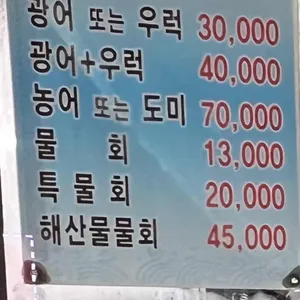 광어 또는 우럭 30,000
광어+우럭 40,000
농어 또는 도미 70,000
물 회 13,000
특물회 20,000
해산물물회 45,000